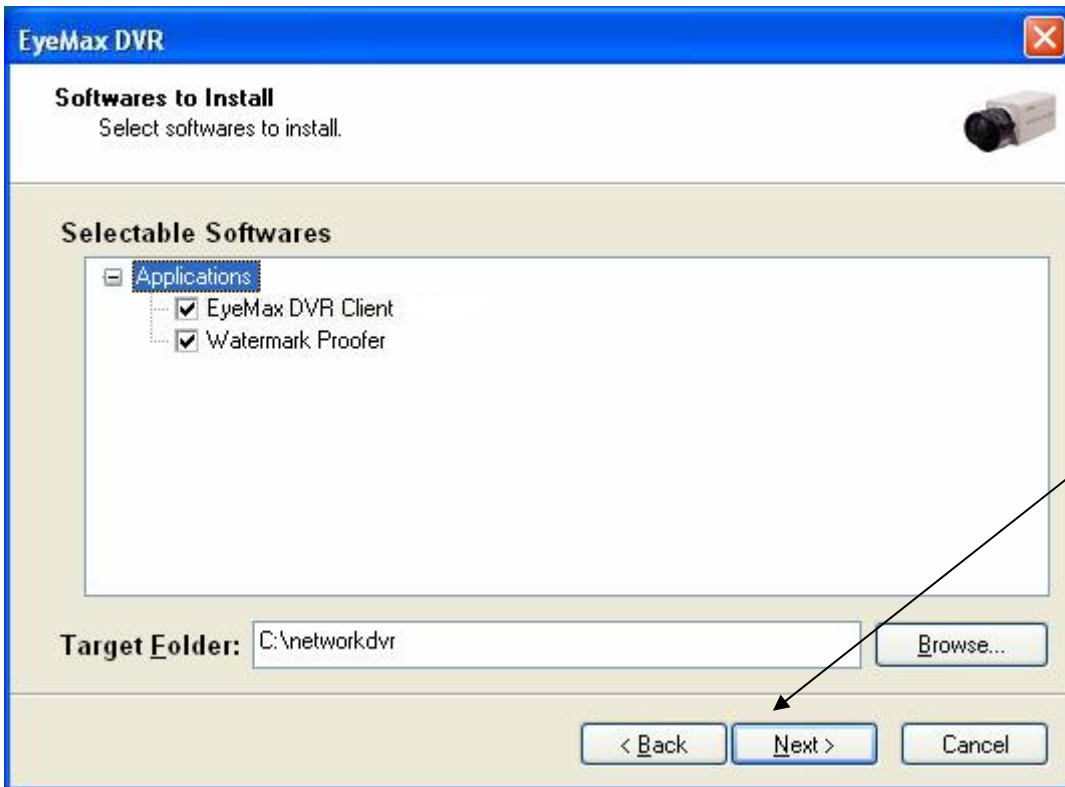 EyeMax DVR
Softwares to Install
Select softwares to install.
Selectable Softwares
Applications
EyeMax DVR Client
Watermark Proofer
Target Folder: C:\networkdvr Browse...
< Back Next > Cancel